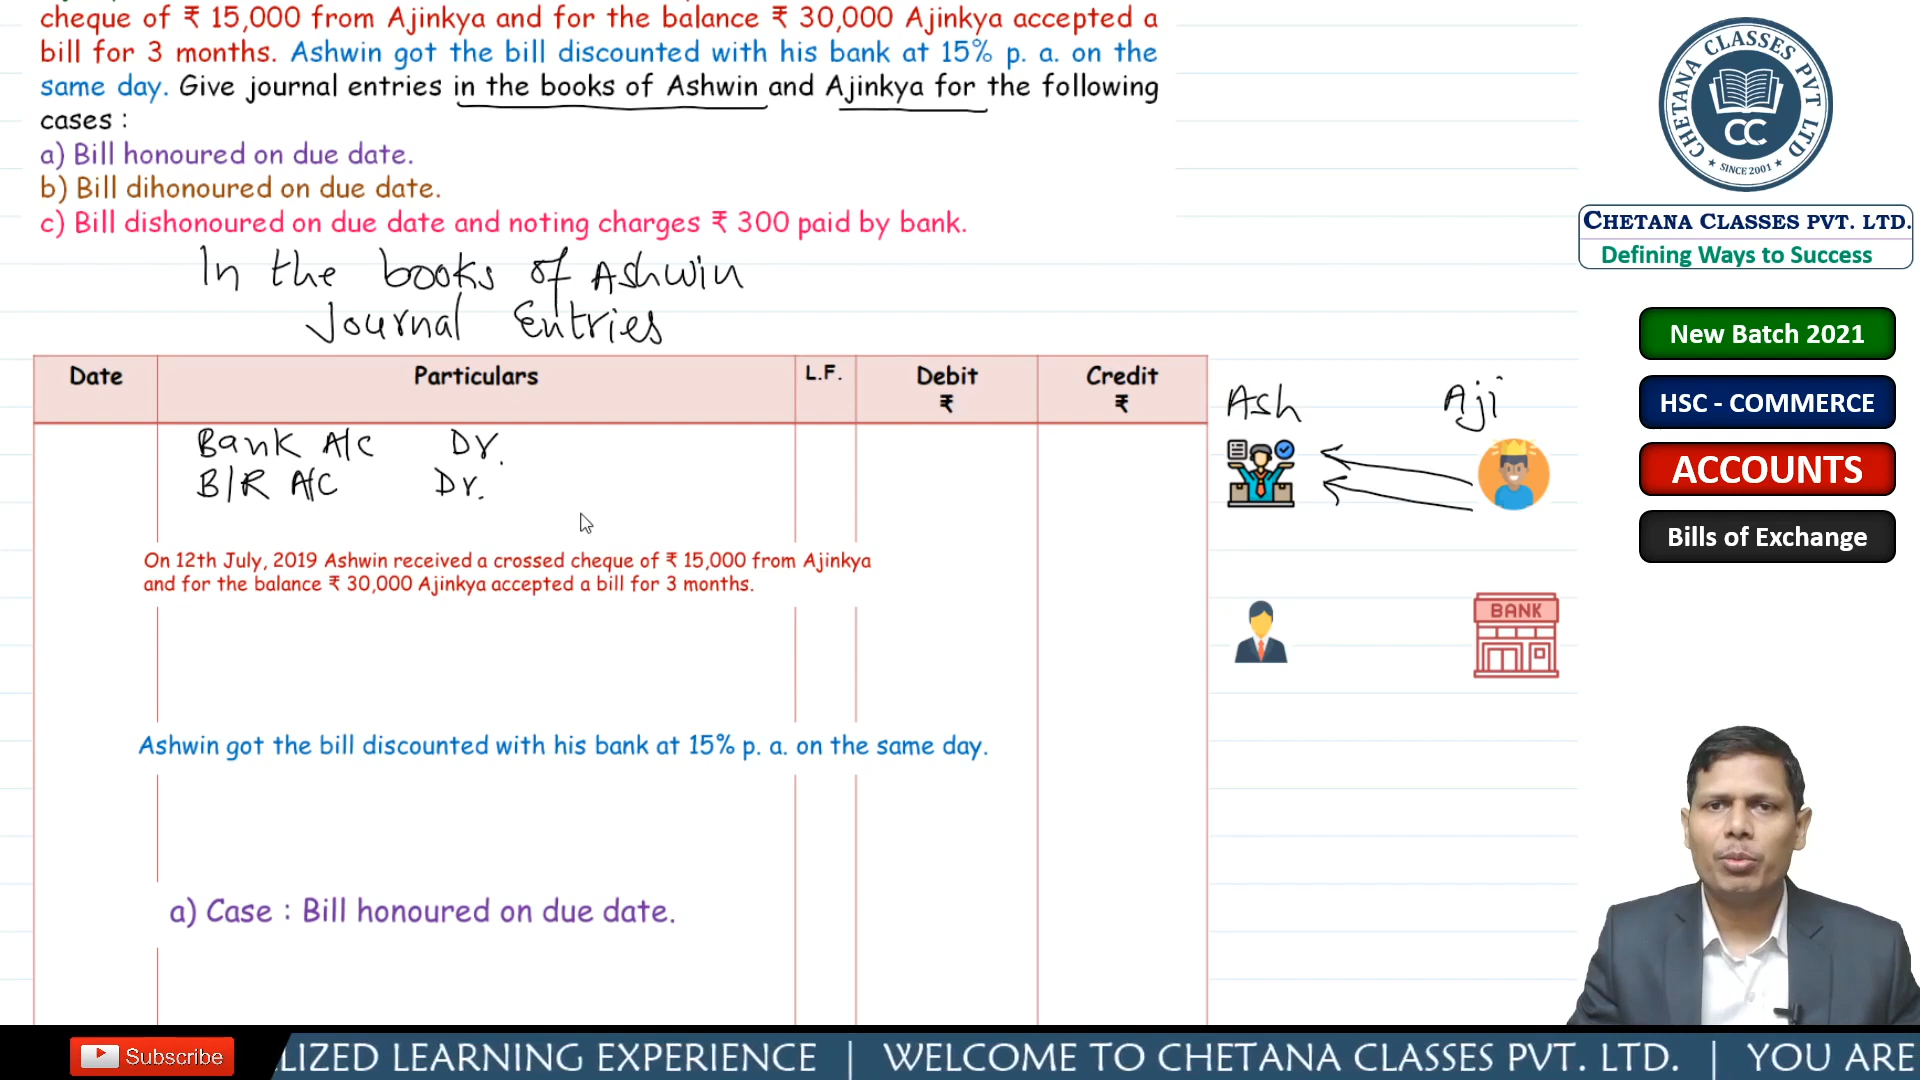 cheque of ₹ 15,000 from Ajinkya and for the balance ₹ 30,000 Ajinkya accepted a
bill for 3 months. Ashwin got the bill discounted with his bank at 15% p. a. on the
same day. Give journal entries in the books of Ashwin and Ajinkya for the following
cases :
a) Bill honoured on due date.
b) Bill dihonoured on due date.
c) Bill dishonoured on due date and noting charges ₹ 300 paid by bank.
In the books of Ashwin
Journal Entries
Date Particulars L.F. Debit ₹ Credit ₹
Bank A/c Dr.
B/R A/C Dr.
On 12th July, 2019 Ashwin received a crossed cheque of ₹ 15,000 from Ajinkya
and for the balance ₹ 30,000 Ajinkya accepted a bill for 3 months.
Ashwin got the bill discounted with his bank at 15% p. a. on the same day.
a) Case : Bill honoured on due date.
Ash Aji
BANK
CHETANA CLASSES PVT LTD
CC
SINCE 2001
CHETANA CLASSES PVT. LTD.
Defining Ways to Success
New Batch 2021
HSC - COMMERCE
ACCOUNTS
Bills of Exchange
Subscribe
LIZED LEARNING EXPERIENCE | WELCOME TO CHETANA CLASSES PVT. LTD. | YOU ARE